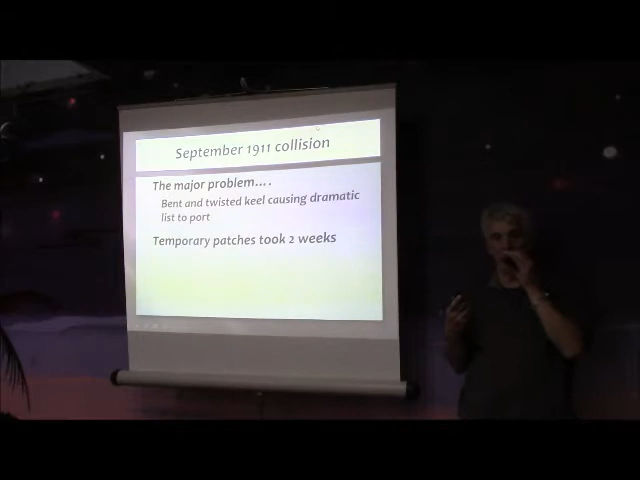 September 1911 collision
The major problem….
Bent and twisted keel causing dramatic
list to port
Temporary patches took 2 weeks